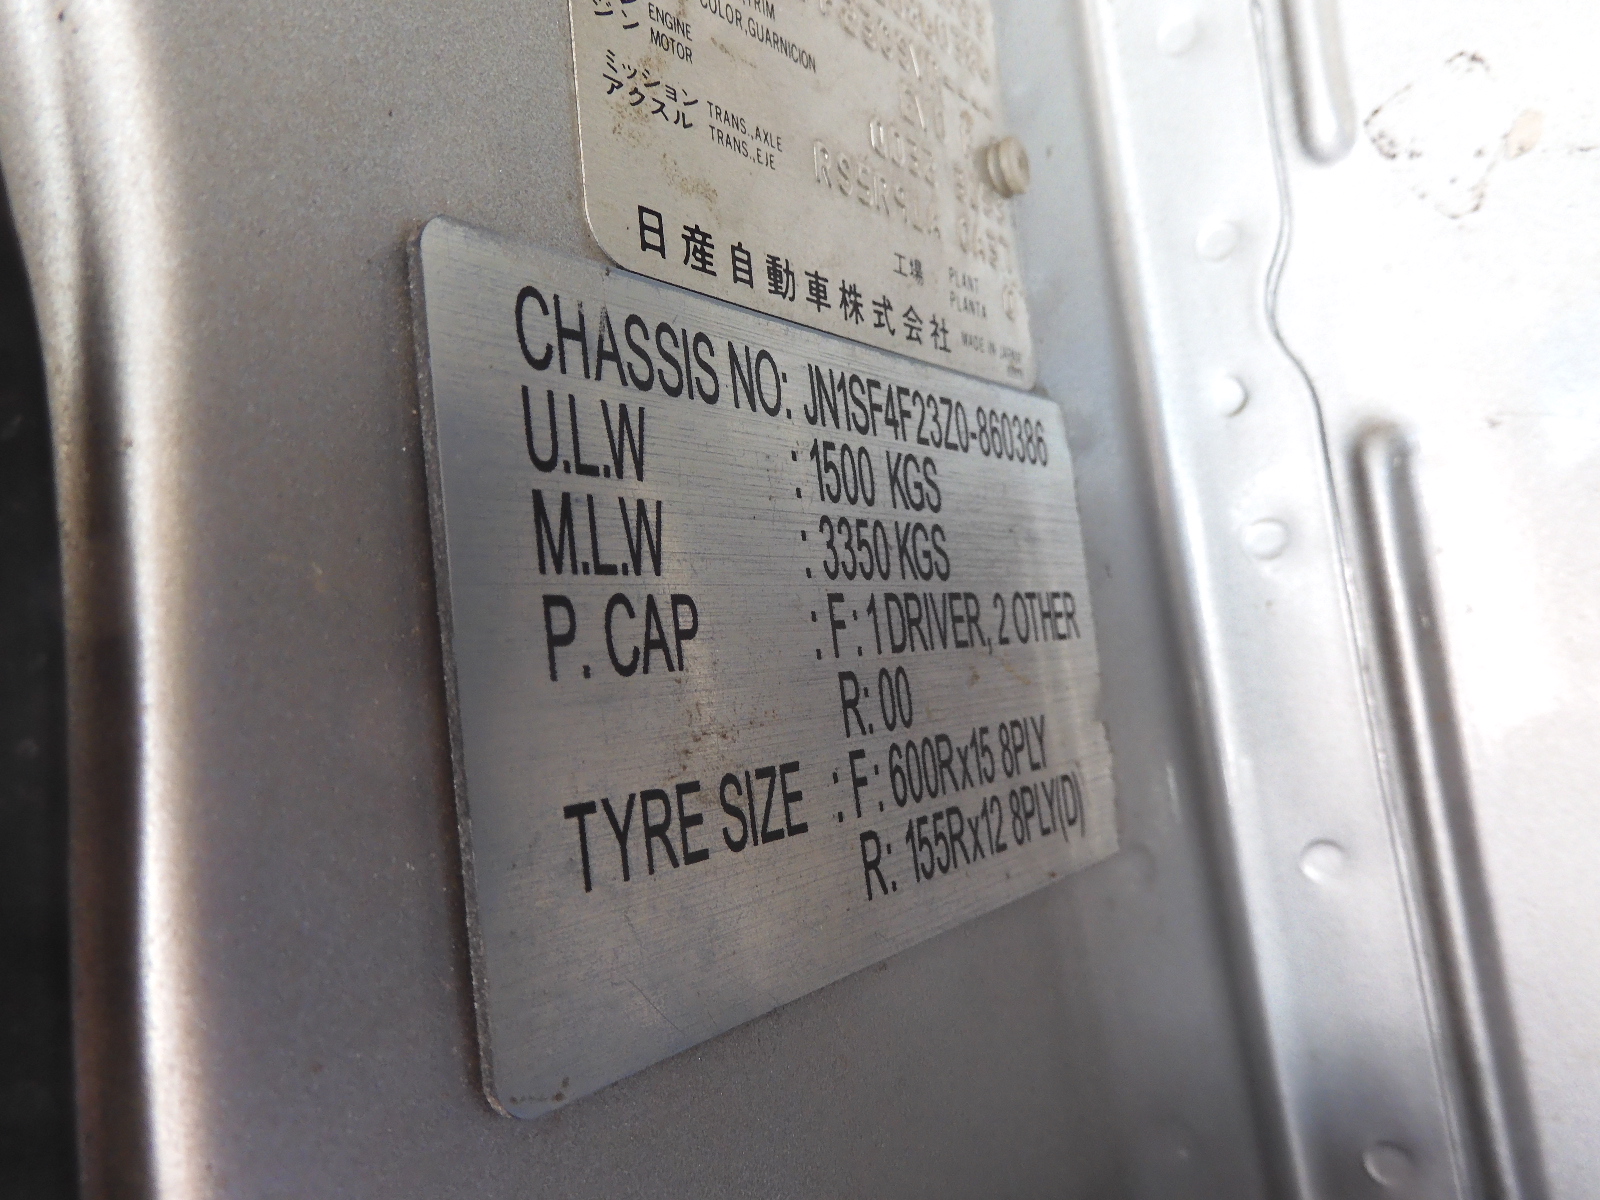 TRIM
COLOR,GUARNICION
ジン ENGINE
MOTOR
ミッション TRANS.,AXLE
アクスル TRANS.,EJE
日産自動車株式会社
工場 PLANT
PLANTA
MADE IN JAPAN
CHASSIS NO: JN1SF4F23Z0-860386
U.L.W : 1500 KGS
M.L.W : 3350 KGS
P. CAP : F: 1 DRIVER, 2 OTHER
R: 00
TYRE SIZE : F: 600Rx15 8PLY
R: 155Rx12 8PLY(D)